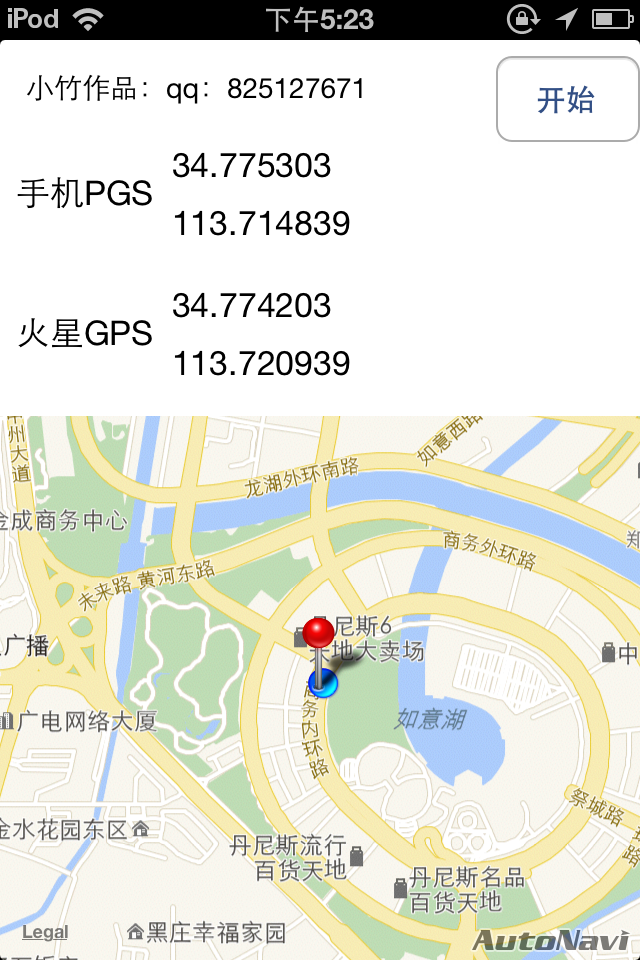 iPod 下午5:23
小竹作品：qq：825127671
开始
手机PGS
34.775303
113.714839
火星GPS
34.774203
113.720939
州大道
如意西路
龙湖外环南路
金成商务中心
商务外环路
未来路 黄河东路
广播
尼斯6
天地大卖场
中
广电网络大厦
商务内环路
如意湖
祭城路
金水花园东区
丹尼斯流行
百货天地
丹尼斯名品
百货天地
Legal
黑庄幸福家园
AutoNavi